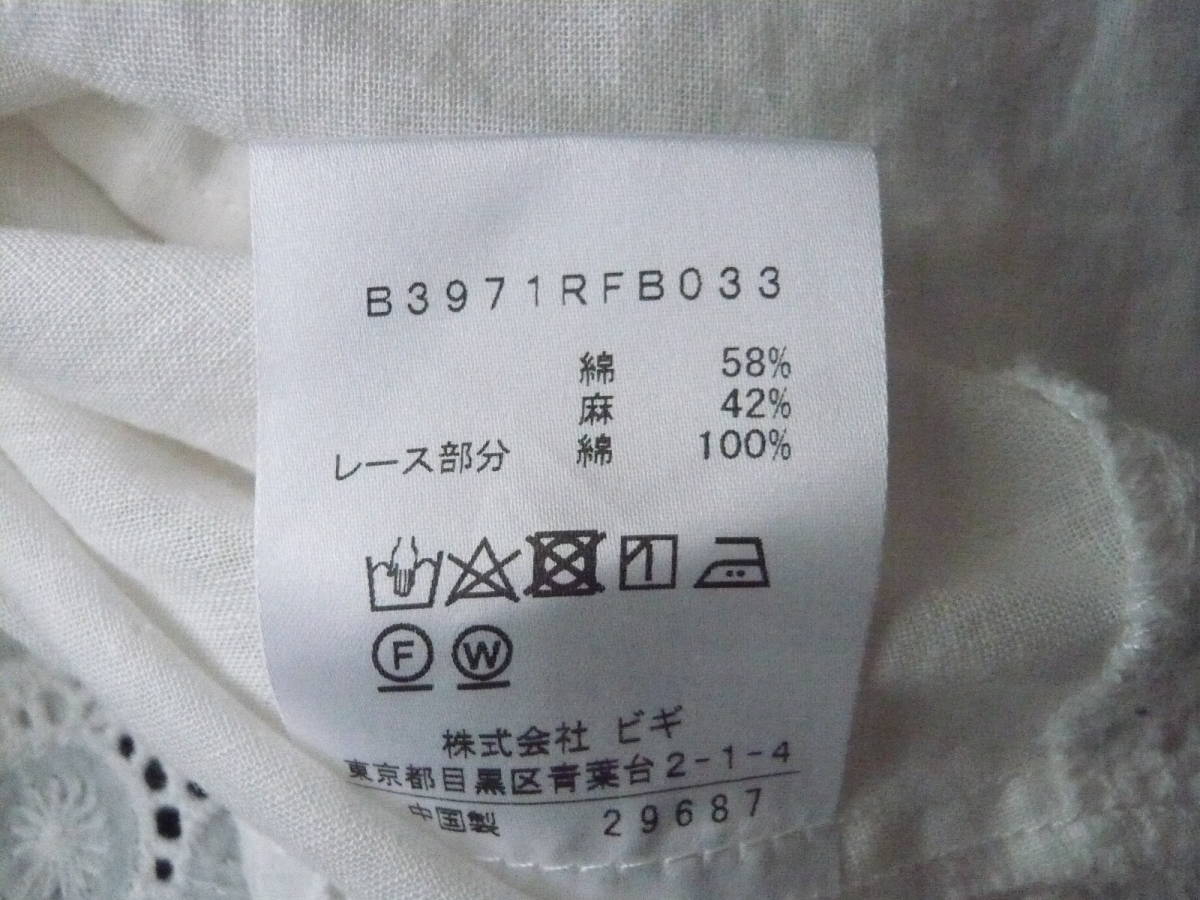 B3971RFB033
綿 58%
麻 42%
レース部分 綿 100%
F W
株式会社 ビギ
東京都目黒区青葉台2-1-4
中国製 29687